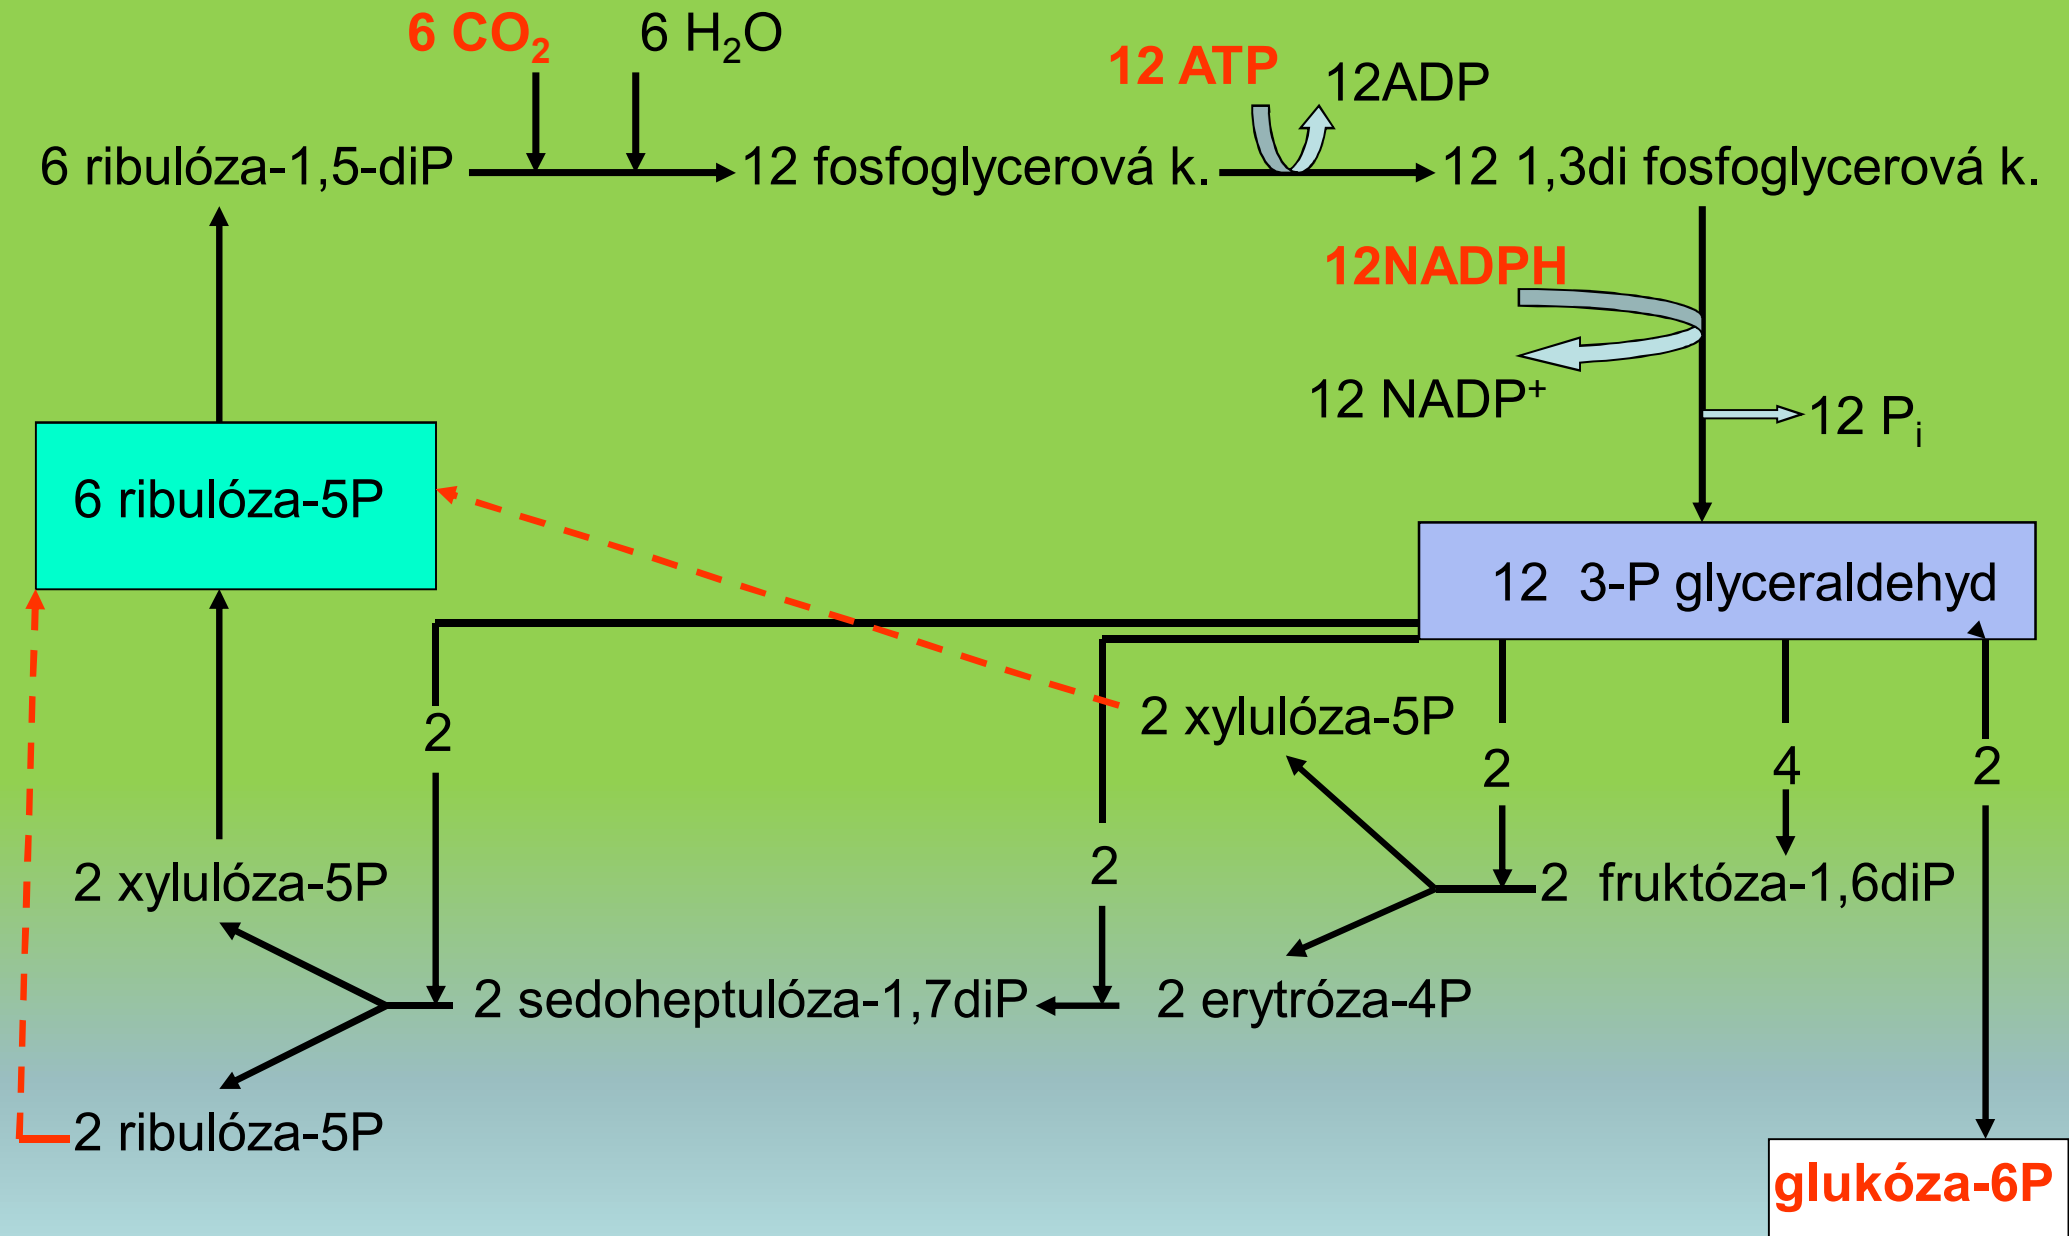 6 CO₂
6 H₂O
12 ATP
12ADP
6 ribulóza-1,5-diP
12 fosfoglycerová k.
12 1,3di fosfoglycerová k.
12NADPH
12 NADP⁺
12 Pᵢ
6 ribulóza-5P
12 3-P glyceraldehyd
2
2 xylulóza-5P
2
4
2
2
2 xylulóza-5P
2 fruktóza-1,6diP
2 sedoheptulóza-1,7diP
2 erytróza-4P
2 ribulóza-5P
glukóza-6P